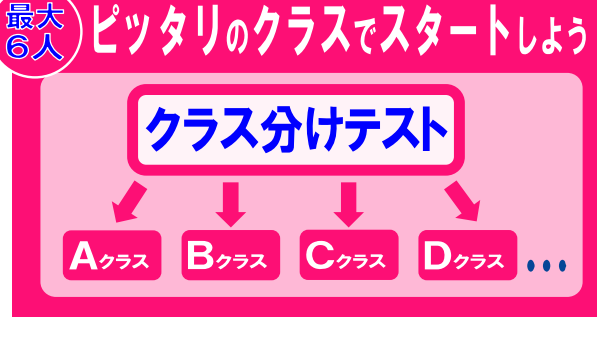 最大
6人
ピッタリのクラスでスタートしよう
クラス分けテスト
Aクラス
Bクラス
Cクラス
Dクラス
・・・